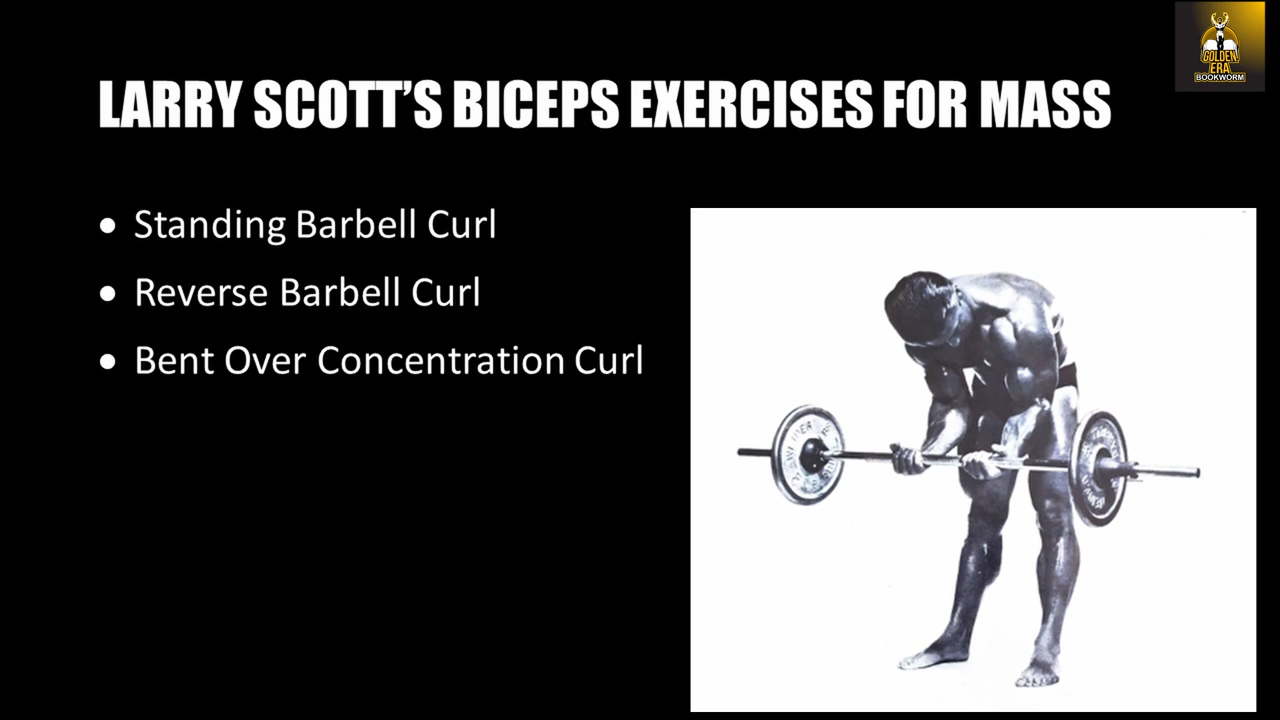 GOLDEN
ERA
BOOKWORM
LARRY SCOTT’S BICEPS EXERCISES FOR MASS
• Standing Barbell Curl
• Reverse Barbell Curl
• Bent Over Concentration Curl